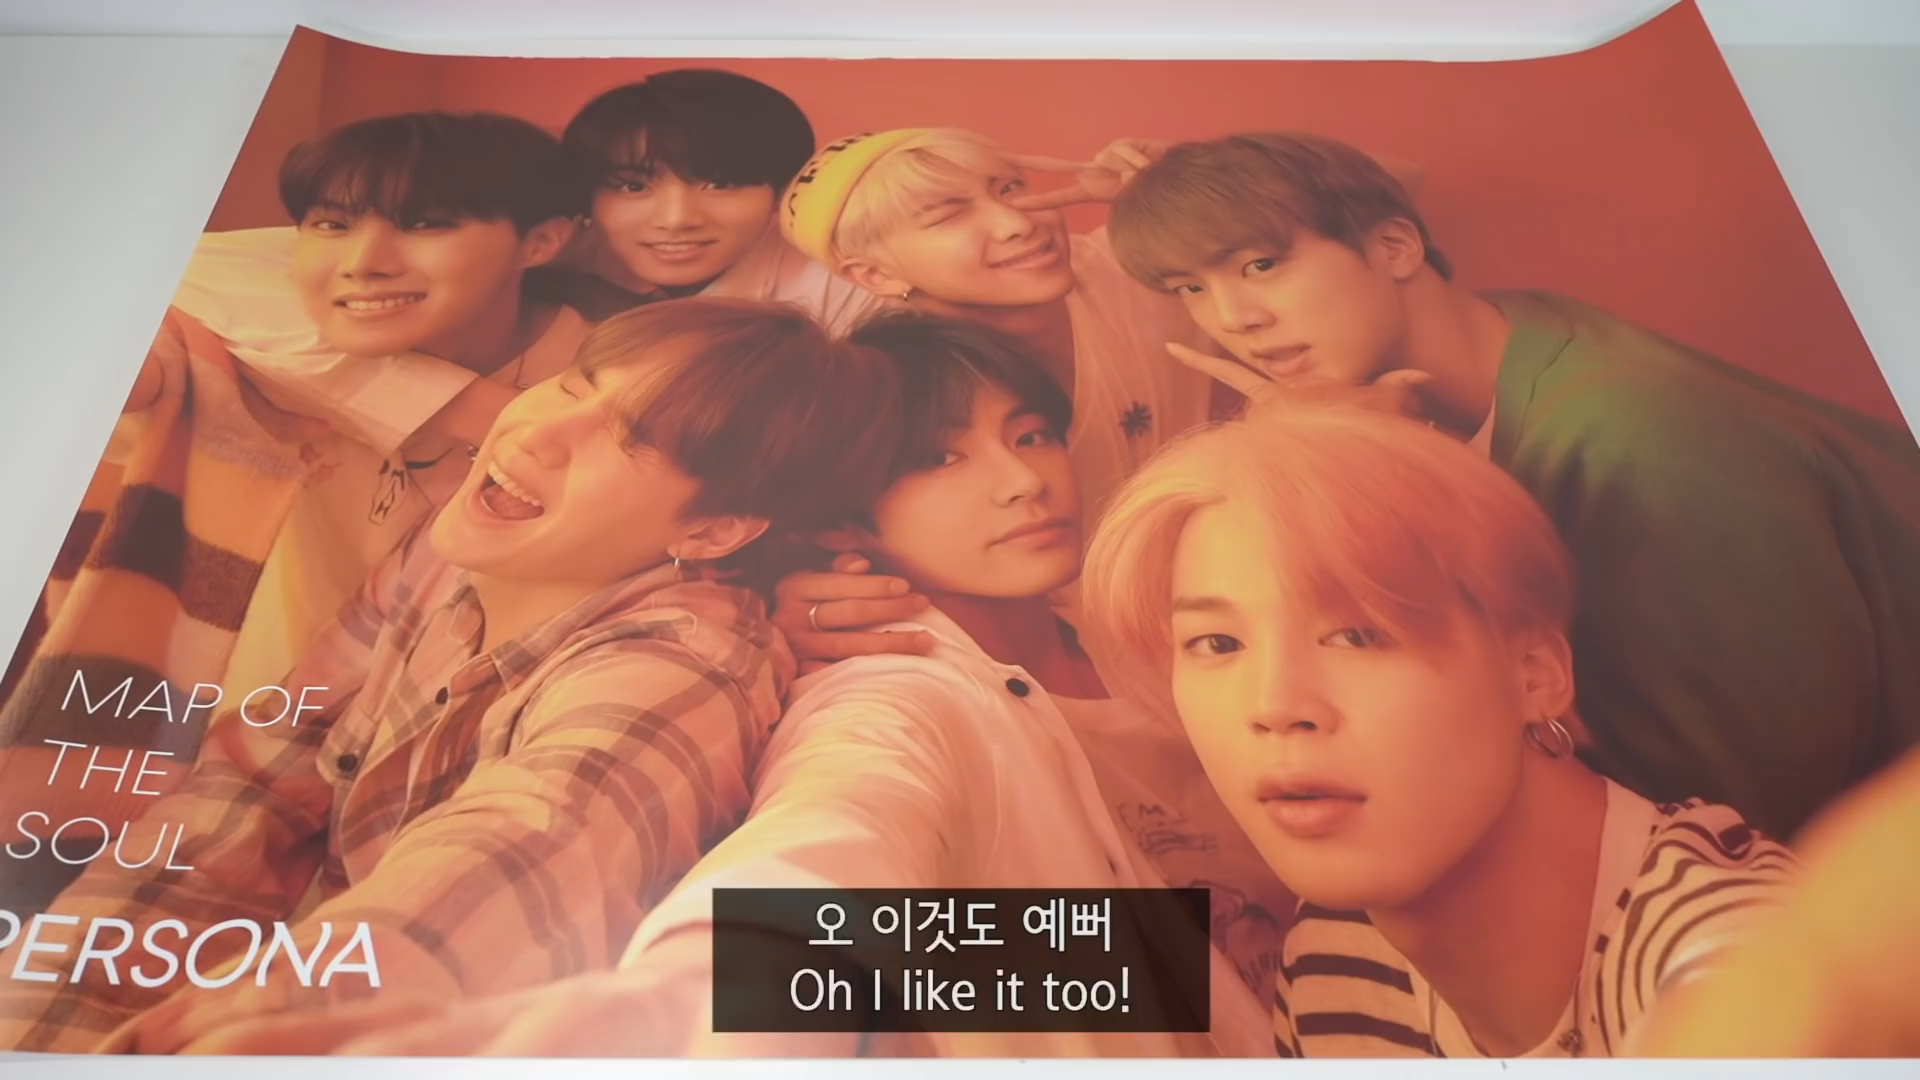 MAP OF
THE
SOUL
PERSONA
오 이것도 예뻐
Oh I like it too!